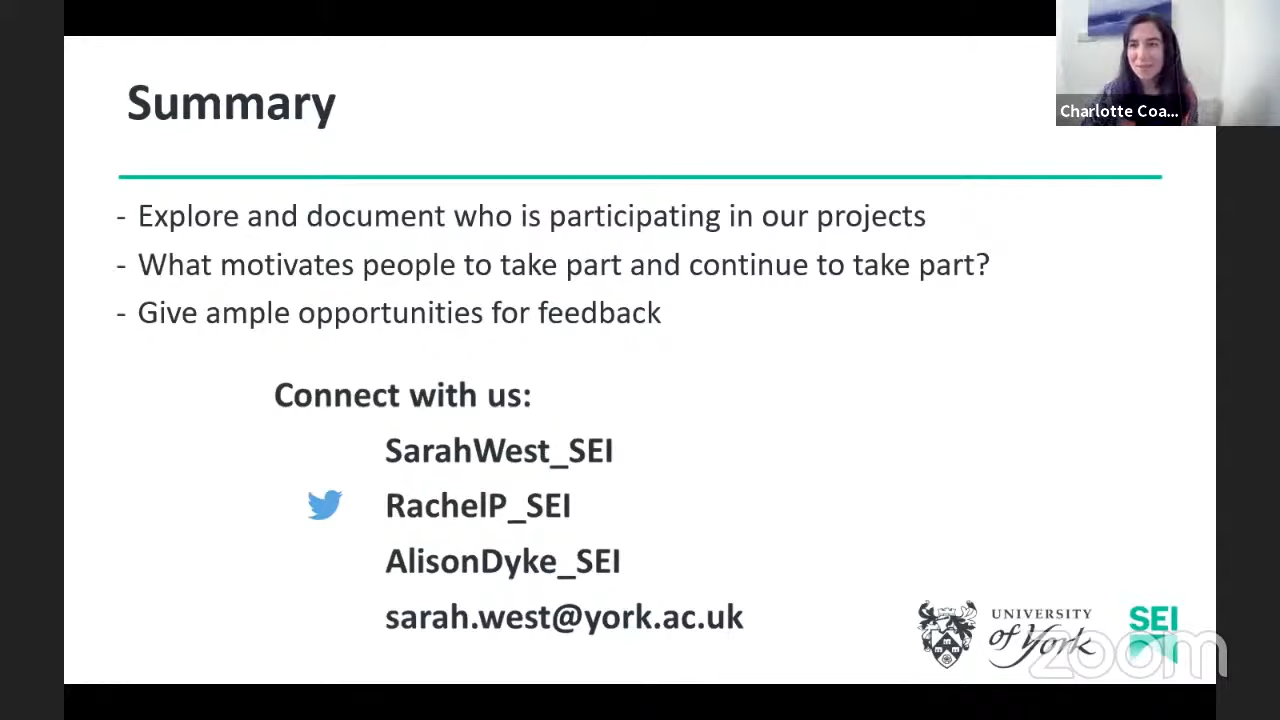 Summary
Charlotte Coa...
- Explore and document who is participating in our projects
- What motivates people to take part and continue to take part?
- Give ample opportunities for feedback
Connect with us:
SarahWest_SEI
RachelP_SEI
AlisonDyke_SEI
sarah.west@york.ac.uk
UNIVERSITY
of York
SEI
zoom